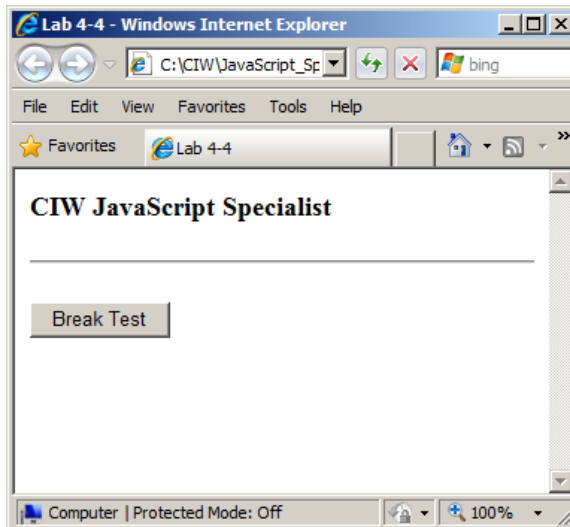 Lab 4-4 - Windows Internet Explorer
C:\CIW\JavaScript_Sp
bing
File Edit View Favorites Tools Help
Favorites Lab 4-4 »
CIW JavaScript Specialist
Break Test
Computer | Protected Mode: Off 100%